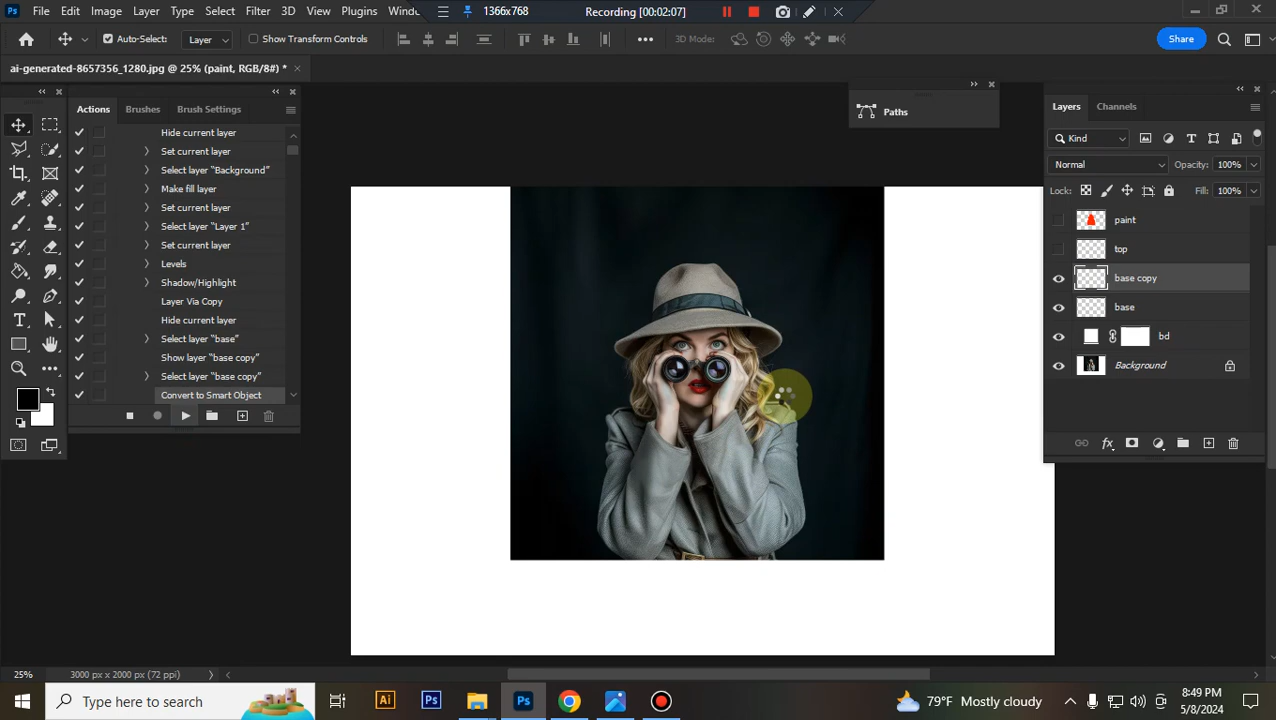 Ps File Edit Image Layer Type Select Filter 3D View Plugins Wind
1366x768 Recording [00:02:07]
Auto-Select: Layer Show Transform Controls 3D Mode: Share
ai-generated-8657356_1280.jpg @ 25% (paint, RGB/8#) *
Actions Brushes Brush Settings
Hide current layer
Set current layer
Select layer “Background”
Make fill layer
Set current layer
Select layer “Layer 1”
Set current layer
Levels
Shadow/Highlight
Layer Via Copy
Hide current layer
Select layer “base”
Show layer “base copy”
Select layer “base copy”
Convert to Smart Object
Paths
Layers Channels
Kind
Normal Opacity: 100%
Lock: Fill: 100%
paint
top
base copy
base
bd
Background
25% 3000 px x 2000 px (72 ppi)
Type here to search
Ai Ps Ps
79°F Mostly cloudy
8:49 PM
5/8/2024